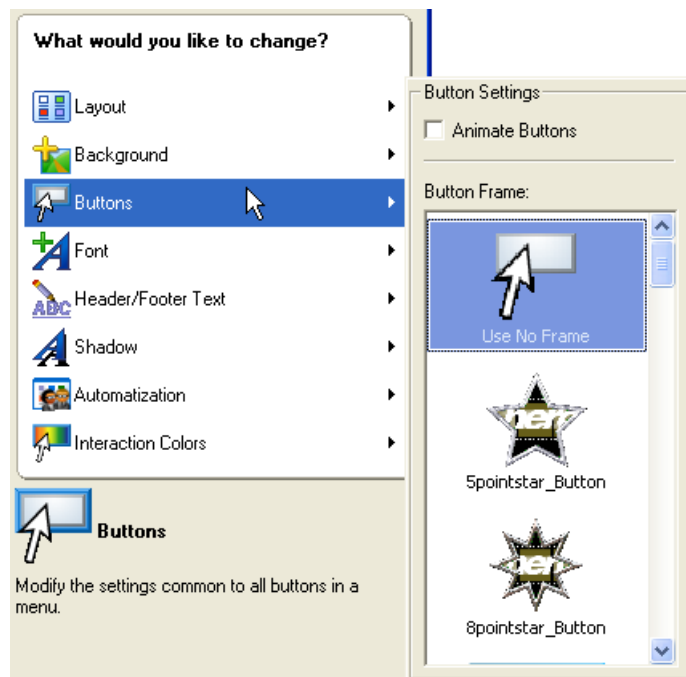 What would you like to change?
Layout
Background
Buttons
Font
ABC
Header/Footer Text
Shadow
Automatization
Interaction Colors
Buttons
Modify the settings common to all buttons in a
menu.
Button Settings
Animate Buttons
Button Frame:
Use No Frame
5pointstar_Button
8pointstar_Button